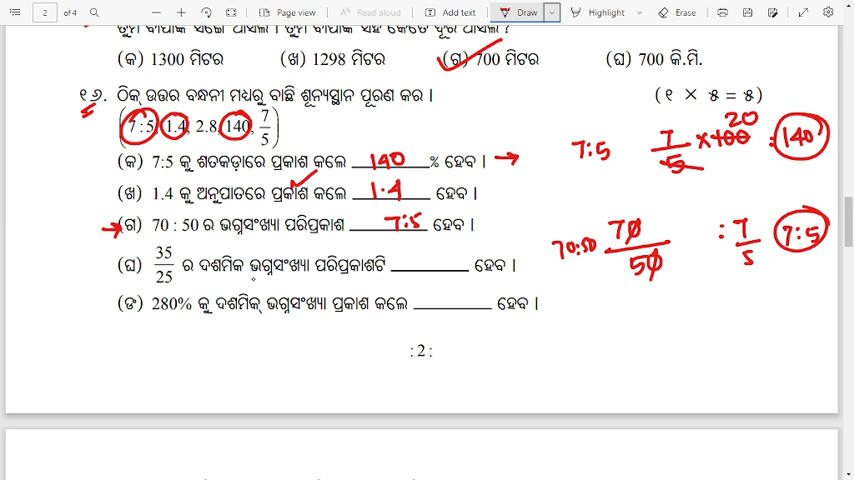 2 of 4 Page view Read aloud Add text Draw Highlight Erase Share
(କ) 1300 ମିଟର (ଖ) 1298 ମିଟର (ଗ) 700 ମିଟର (ଘ) 700 କି.ମି.
୧୬. ଠିକ୍ ଉତ୍ତର ବନ୍ଧନୀ ମଧ୍ୟରୁ ବାଛି ଶୂନ୍ୟସ୍ଥାନ ପୂରଣ କର । (୧ × ୫ = ୫)
(7:5, 1.4, 2.8, 140, 7/5)
7:5 7/5 × 100 20 : 140
(କ) 7:5 କୁ ଶତକଡ଼ାରେ ପ୍ରକାଶ କଲେ 140 % ହେବ । →
(ଖ) 1.4 କୁ ଅନୁପାତରେ ପ୍ରକାଶ କଲେ 1.4 ହେବ ।
→ (ଗ) 70 : 50 ର ଭଗ୍ନସଂଖ୍ୟା ପରିପ୍ରକାଶ 7:5 ହେବ ।
70:50 70/50 : 7/5 7:5
(ଘ) 35/25 ର ଦଶମିକ ଭଗ୍ନସଂଖ୍ୟା ପରିପ୍ରକାଶଟି ________ ହେବ ।
(ଙ) 280% କୁ ଦଶମିକ୍ ଭଗ୍ନସଂଖ୍ୟା ପ୍ରକାଶ କଲେ ________ ହେବ ।
: 2 :